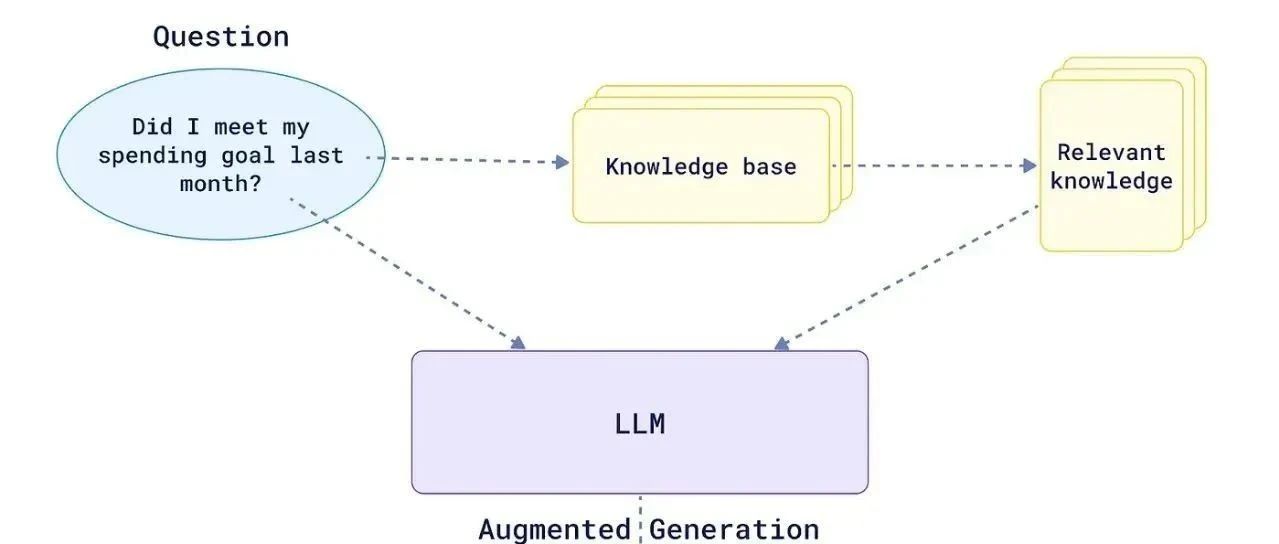 Question
Did I meet my
spending goal last
month?
Knowledge base
Relevant
knowledge
LLM
Augmented Generation